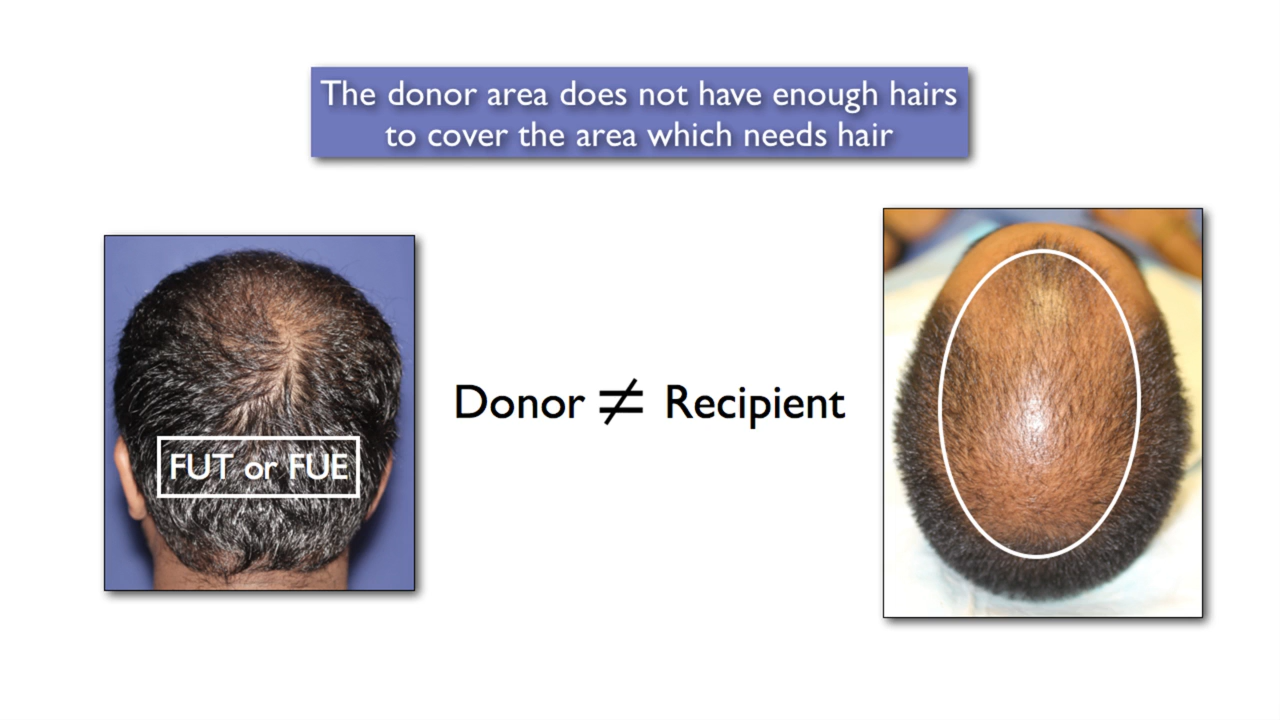 The donor area does not have enough hairs
to cover the area which needs hair
FUT or FUE
Donor ≠ Recipient